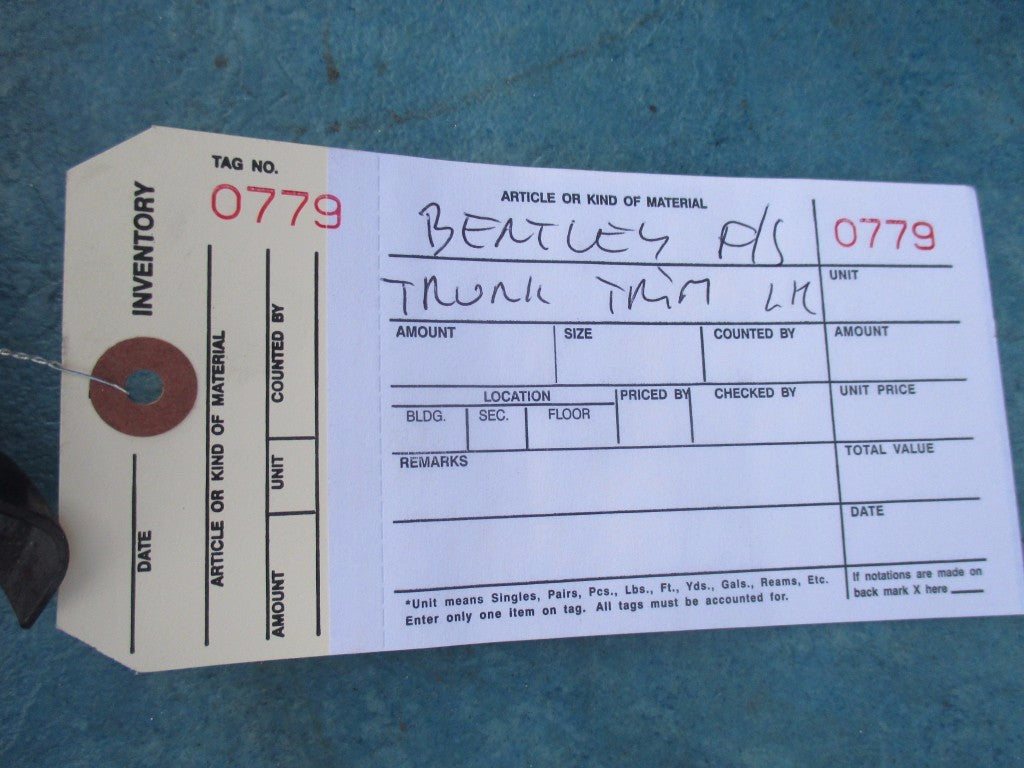 TAG NO.
0779
INVENTORY
DATE
ARTICLE OR KIND OF MATERIAL
COUNTED BY
UNIT
AMOUNT
ARTICLE OR KIND OF MATERIAL
BENTLEY P/S
0779
TRUNK TRIM LH
UNIT
AMOUNT
SIZE
COUNTED BY
AMOUNT
LOCATION
PRICED BY
CHECKED BY
UNIT PRICE
BLDG.
SEC.
FLOOR
REMARKS
TOTAL VALUE
DATE
*Unit means Singles, Pairs, Pcs., Lbs., Ft., Yds., Gals., Reams, Etc.
Enter only one item on tag. All tags must be accounted for.
If notations are made on
back mark X here